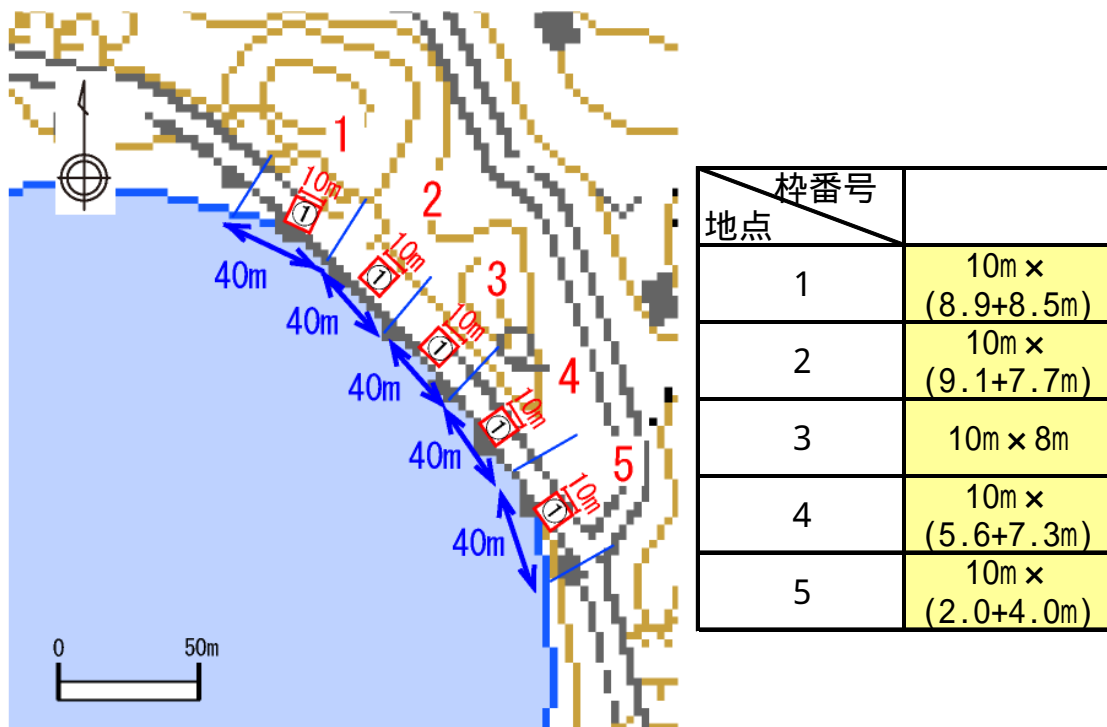 1
10m
①
2
10m
①
3
10m
①
4
10m
①
5
10m
①
40m
40m
40m
40m
40m
0 50m
枠番号
地点
1 10m×
(8.9+8.5m)
2 10m×
(9.1+7.7m)
3 10m×8m
4 10m×
(5.6+7.3m)
5 10m×
(2.0+4.0m)